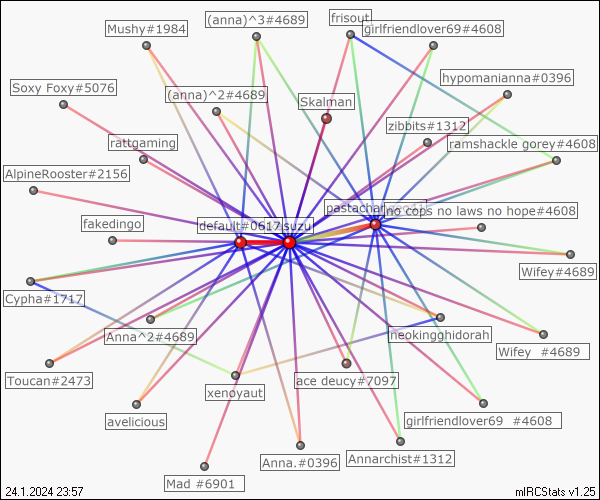 Mushy#1984
(anna)^3#4689
frisout
girlfriendlover69#4608
hypomanianna#0396
Soxy Foxy#5076
(anna)^2#4689
Skalman
zibbits#1312
rattgaming
ramshackle gorey#4608
AlpineRooster#2156
no cops no laws no hope#4608
fakedingo
default#0617
suzu
Wifey#4689
Cypha#1717
Anna^2#4689
neokingghidorah
Wifey #4689
Toucan#2473
xenoyaut
ace deucy#7097
avelicious
girlfriendlover69 #4608
Anna.#0396
Annarchist#1312
Mad #6901
24.1.2024 23:57
mIRCStats v1.25